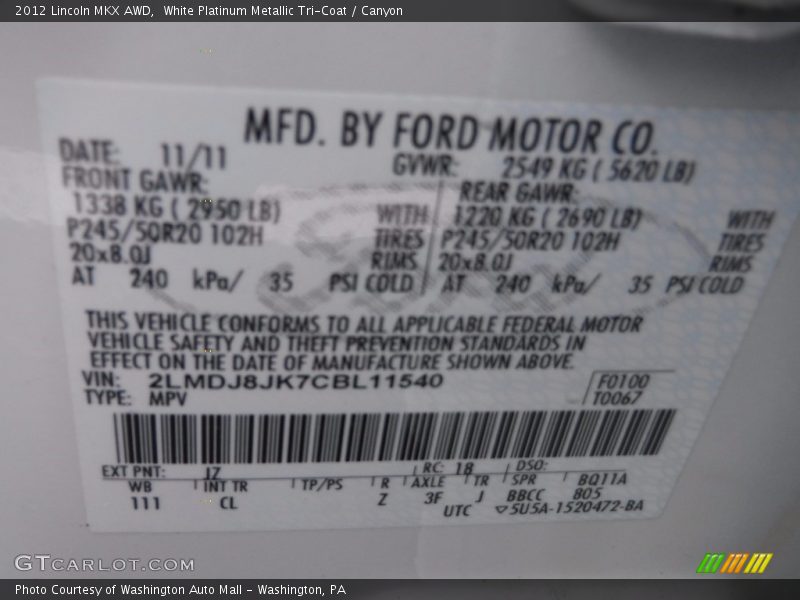 2012 Lincoln MKX AWD,  White Platinum Metallic Tri-Coat / Canyon
MFD. BY FORD MOTOR CO.
DATE: 11/11 GVWR: 2549 KG ( 5620 LB)
FRONT GAWR: REAR GAWR:
1338 KG ( 2950 LB) WITH 1220 KG ( 2690 LB) WITH
P245/50R20 102H TIRES P245/50R20 102H TIRES
20x8.0J RIMS 20x8.0J RIMS
AT 240 kPa/ 35 PSI COLD AT 240 kPa/ 35 PSI COLD
THIS VEHICLE CONFORMS TO ALL APPLICABLE FEDERAL MOTOR
VEHICLE SAFETY AND THEFT PREVENTION STANDARDS IN
EFFECT ON THE DATE OF MANUFACTURE SHOWN ABOVE.
VIN: 2LMDJ8JK7CBL11540 F0100
TYPE: MPV T0067
EXT PNT: JZ RC: 18 DSO:
WB INT TR TP/PS R AXLE TR SPR BQ11A
111 CL Z 3F J BBCC 805
UTC ▽5U5A-1520472-BA
GTCARLOT.COM
Photo Courtesy of Washington Auto Mall - Washington, PA